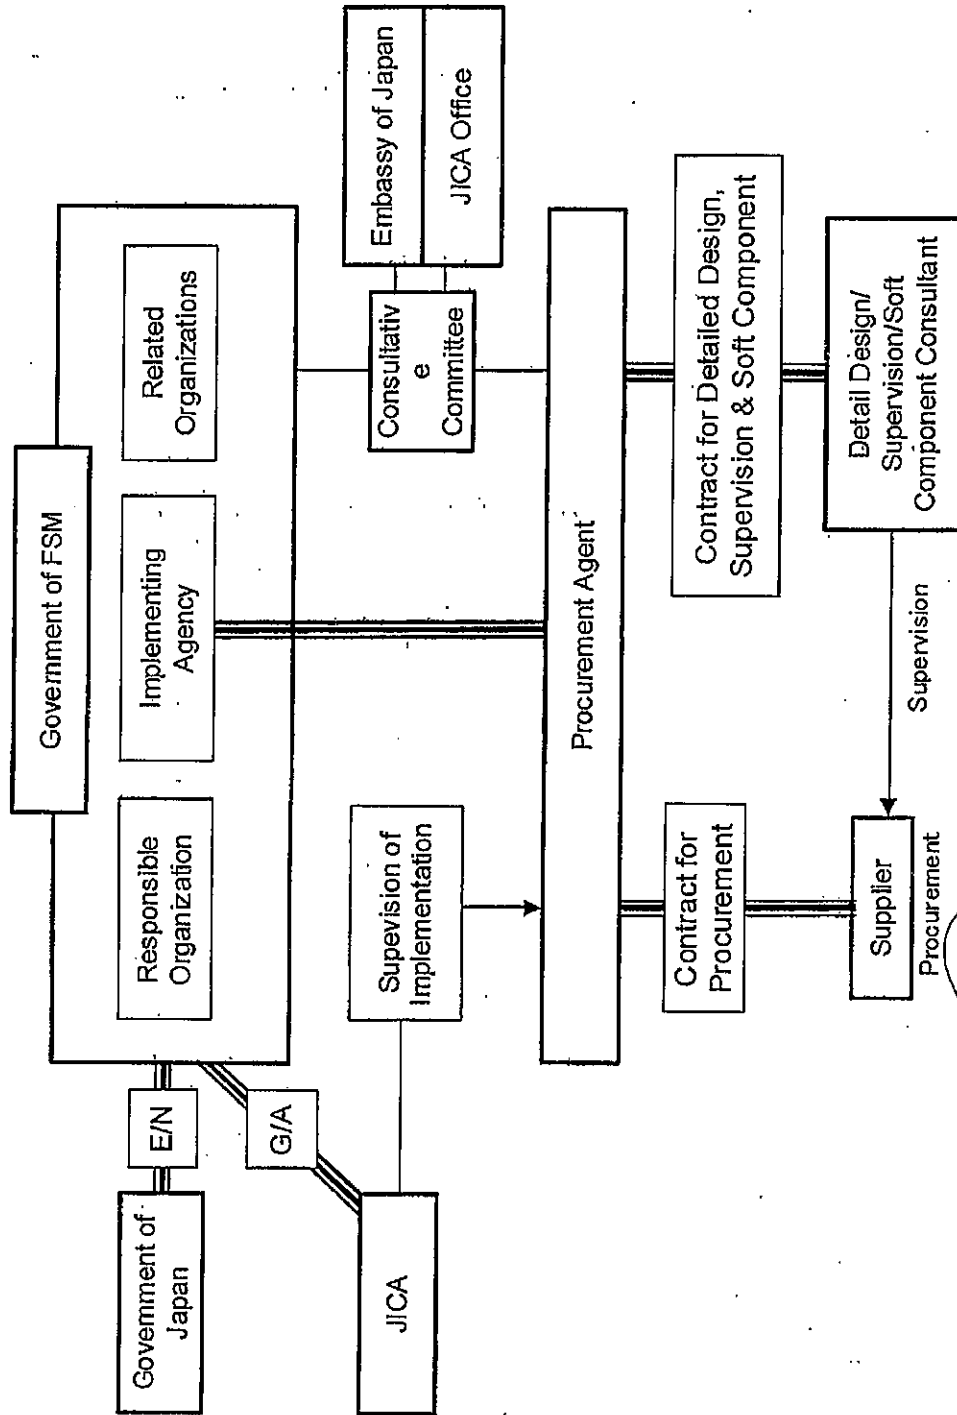 Government of FSM
Government of
Japan
E/N
Responsible
Organization
Implementing
Agency
Related
Organizations
G/A
JICA
Supevision of
Implementation
Consultativ
e
Committee
Embassy of Japan
JICA Office
Procurement Agent
Contract for
Procurement
Contract for Detailed Design,
Supervision & Soft Component
Supplier
Procurement
Supervision
Detail Design/
Supervision/Soft
Component Consultant